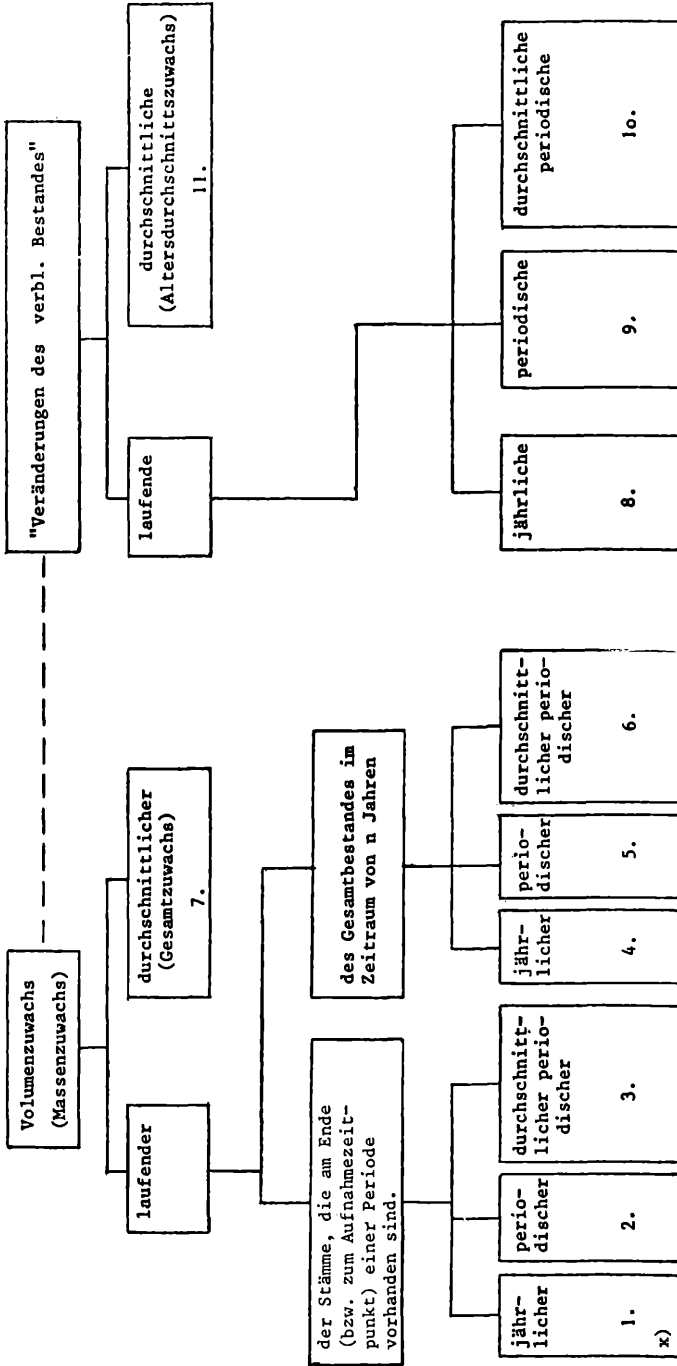 Volumenzuwachs
(Massenzuwachs)
"Veränderungen des verbl. Bestandes"
laufender
durchschnittlicher
(Gesamtzuwachs)
7.
laufende
durchschnittliche
(Altersdurchschnittszuwachs)
11.
der Stämme, die am Ende
(bzw. zum Aufnahmezeit-
punkt) einer Periode
vorhanden sind.
des Gesamtbestandes im
Zeitraum von n Jahren
jähr-
licher
1.
x)
perio-
discher
2.
durchschnitt-
licher perio-
discher
3.
jähr-
licher
4.
perio-
discher
5.
durchschnitt-
licher perio-
discher
6.
jährliche
8.
periodische
9.
durchschnittliche
periodische
1o.